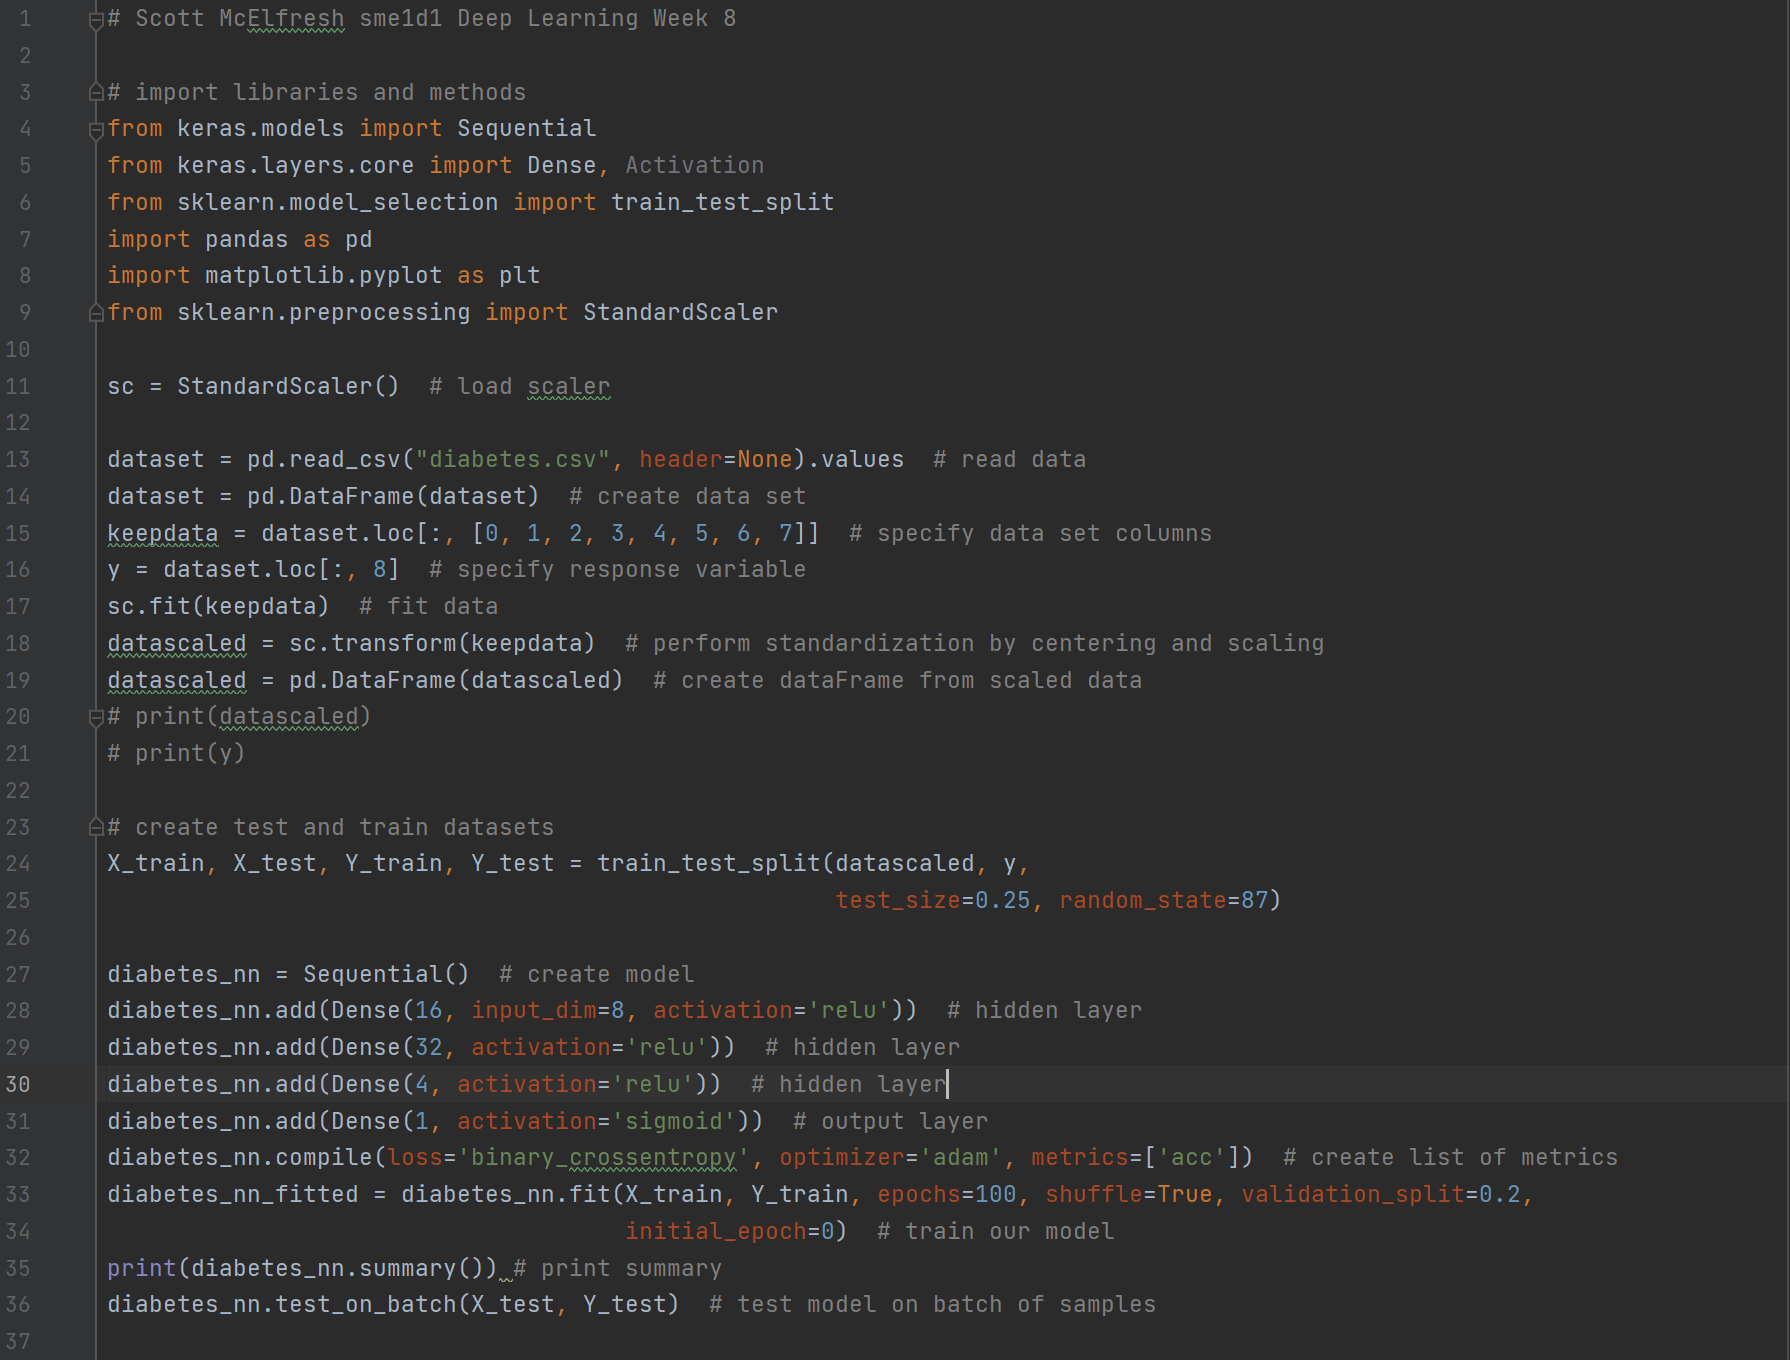 1 # Scott McElfresh sme1d1 Deep Learning Week 8
2
3 # import libraries and methods
4 from keras.models import Sequential
5 from keras.layers.core import Dense, Activation
6 from sklearn.model_selection import train_test_split
7 import pandas as pd
8 import matplotlib.pyplot as plt
9 from sklearn.preprocessing import StandardScaler
10
11 sc = StandardScaler()  # load scaler
12
13 dataset = pd.read_csv("diabetes.csv", header=None).values  # read data
14 dataset = pd.DataFrame(dataset)  # create data set
15 keepdata = dataset.loc[:, [0, 1, 2, 3, 4, 5, 6, 7]]  # specify data set columns
16 y = dataset.loc[:, 8]  # specify response variable
17 sc.fit(keepdata)  # fit data
18 datascaled = sc.transform(keepdata)  # perform standardization by centering and scaling
19 datascaled = pd.DataFrame(datascaled)  # create dataFrame from scaled data
20 # print(datascaled)
21 # print(y)
22
23 # create test and train datasets
24 X_train, X_test, Y_train, Y_test = train_test_split(datascaled, y,
25                                                     test_size=0.25, random_state=87)
26
27 diabetes_nn = Sequential()  # create model
28 diabetes_nn.add(Dense(16, input_dim=8, activation='relu'))  # hidden layer
29 diabetes_nn.add(Dense(32, activation='relu'))  # hidden layer
30 diabetes_nn.add(Dense(4, activation='relu'))  # hidden layer
31 diabetes_nn.add(Dense(1, activation='sigmoid'))  # output layer
32 diabetes_nn.compile(loss='binary_crossentropy', optimizer='adam', metrics=['acc'])  # create list of metrics
33 diabetes_nn_fitted = diabetes_nn.fit(X_train, Y_train, epochs=100, shuffle=True, validation_split=0.2,
34                                      initial_epoch=0)  # train our model
35 print(diabetes_nn.summary()) # print summary
36 diabetes_nn.test_on_batch(X_test, Y_test)  # test model on batch of samples
37